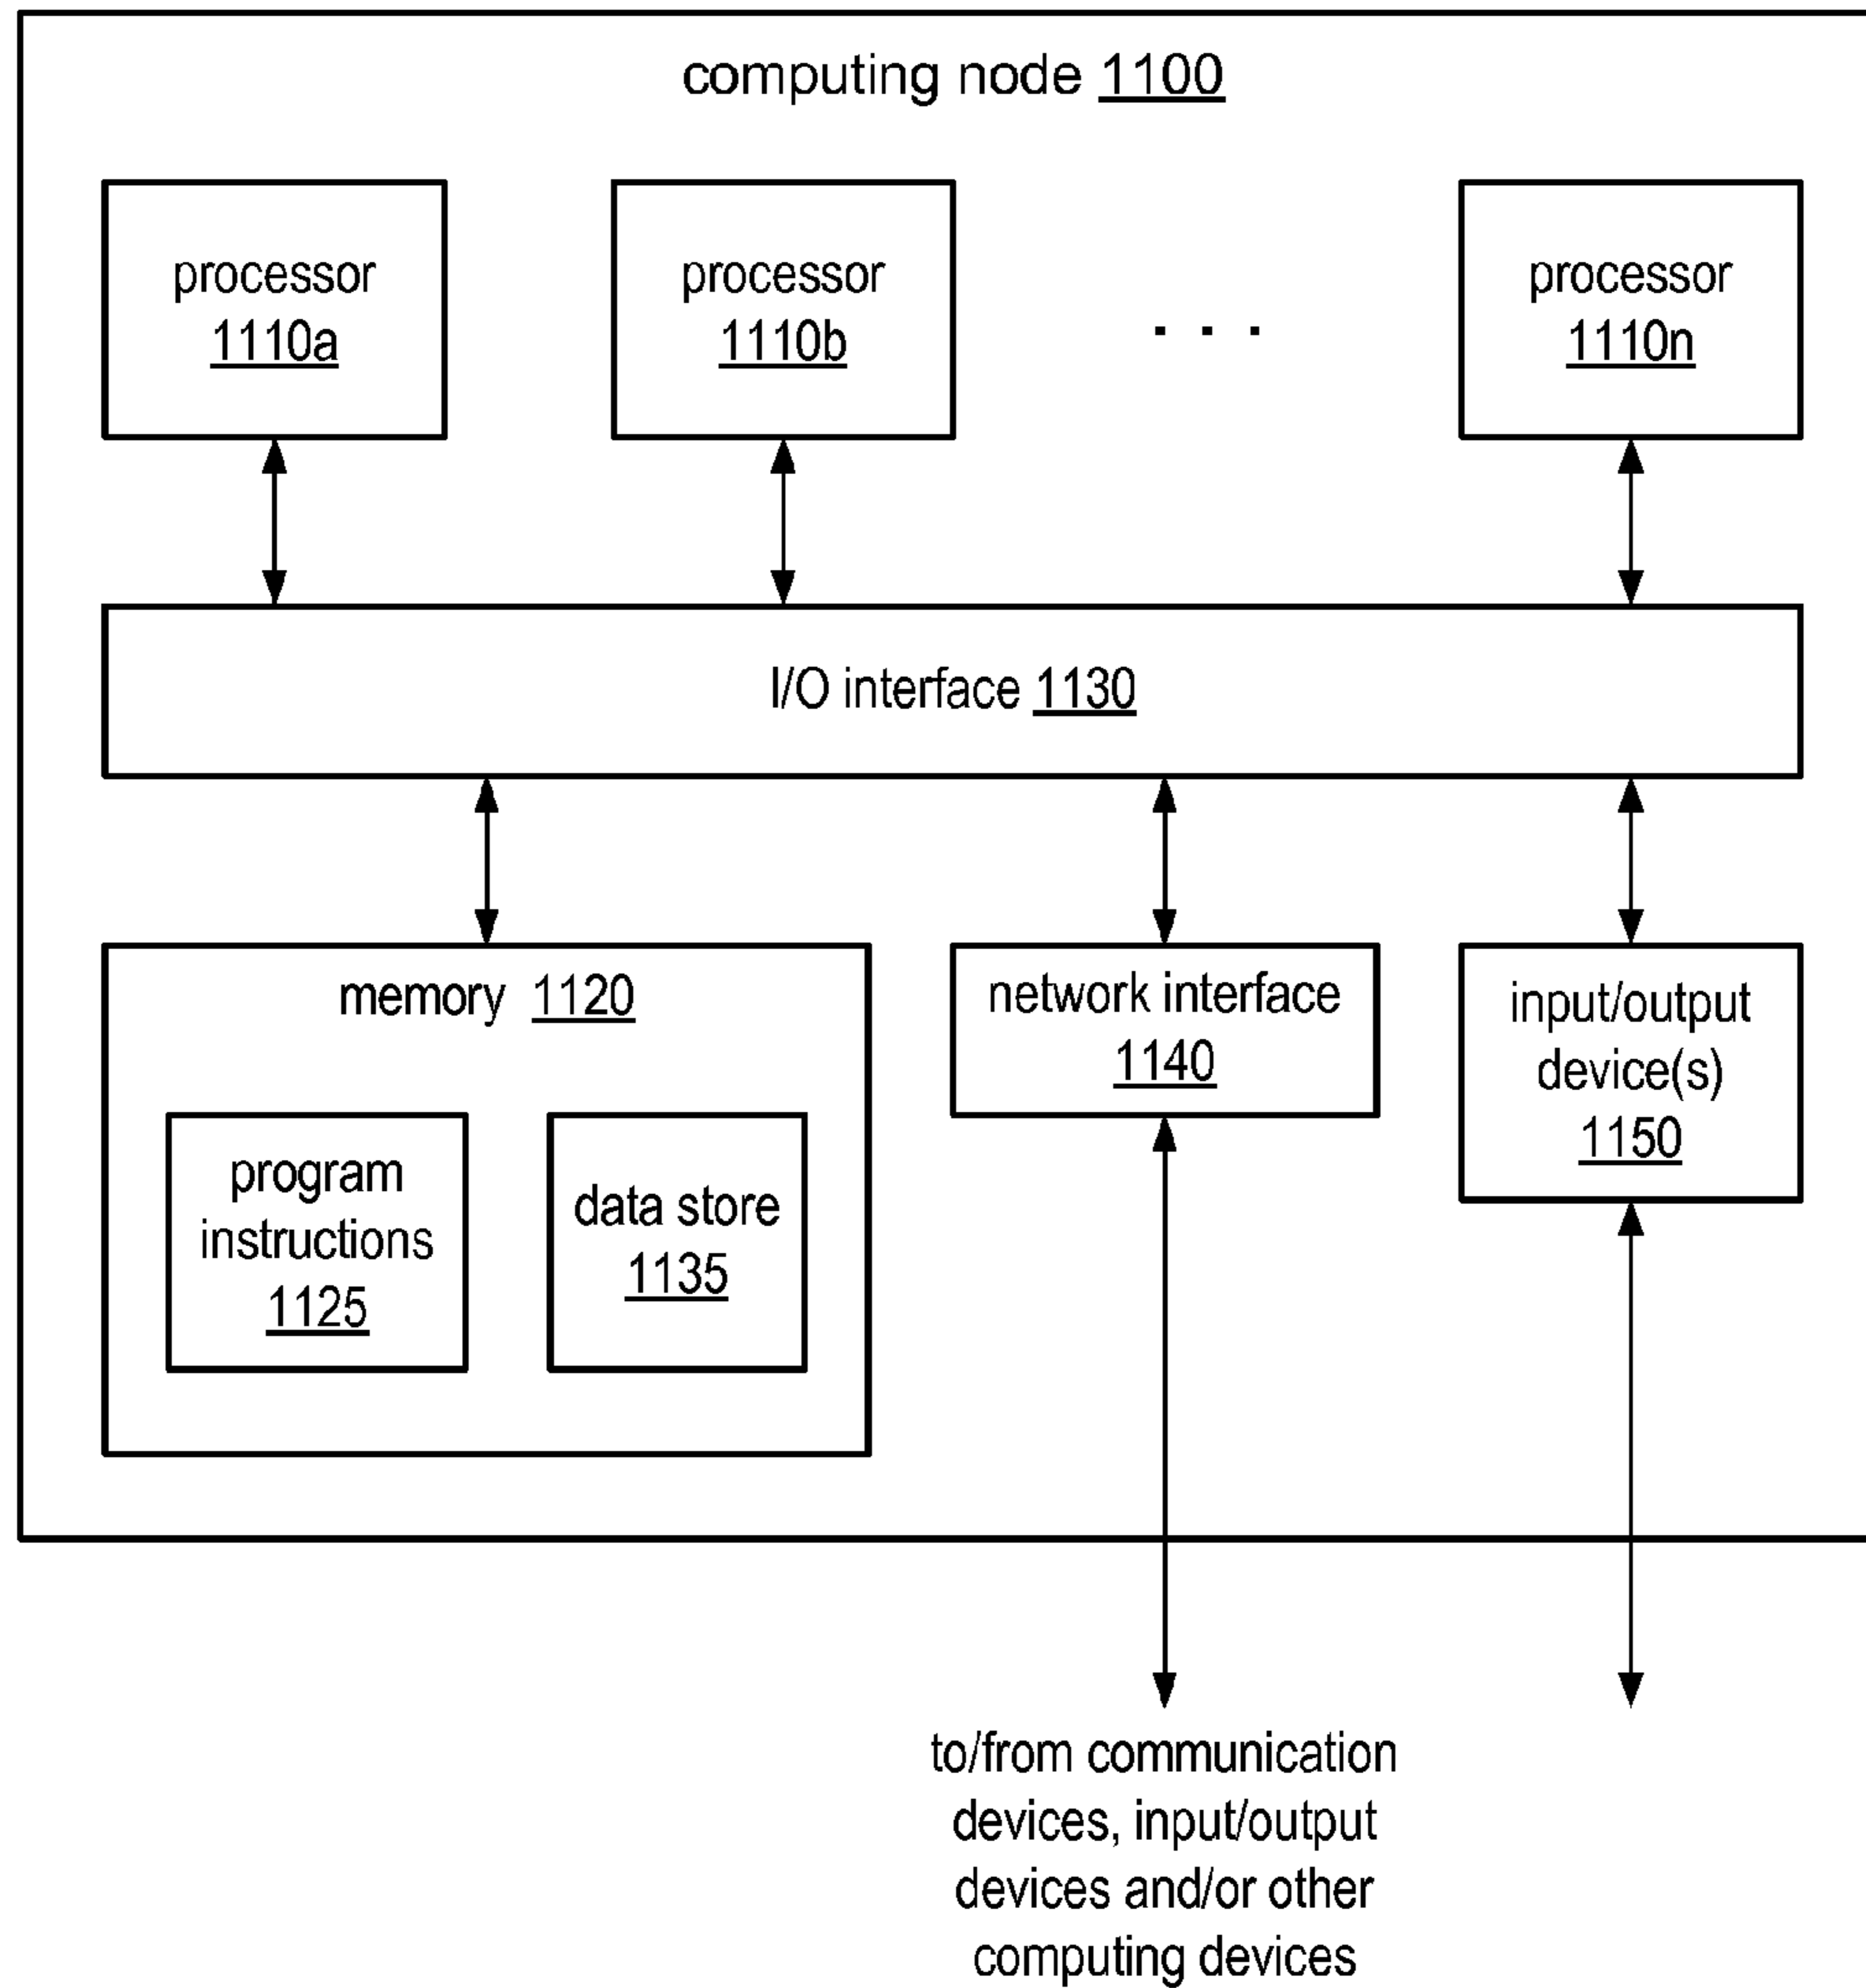 computing node 1100
processor
1110a
processor
1110b
. . .
processor
1110n
I/O interface 1130
memory 1120
program
instructions
1125
data store
1135
network interface
1140
input/output
device(s)
1150
to/from communication
devices, input/output
devices and/or other
computing devices